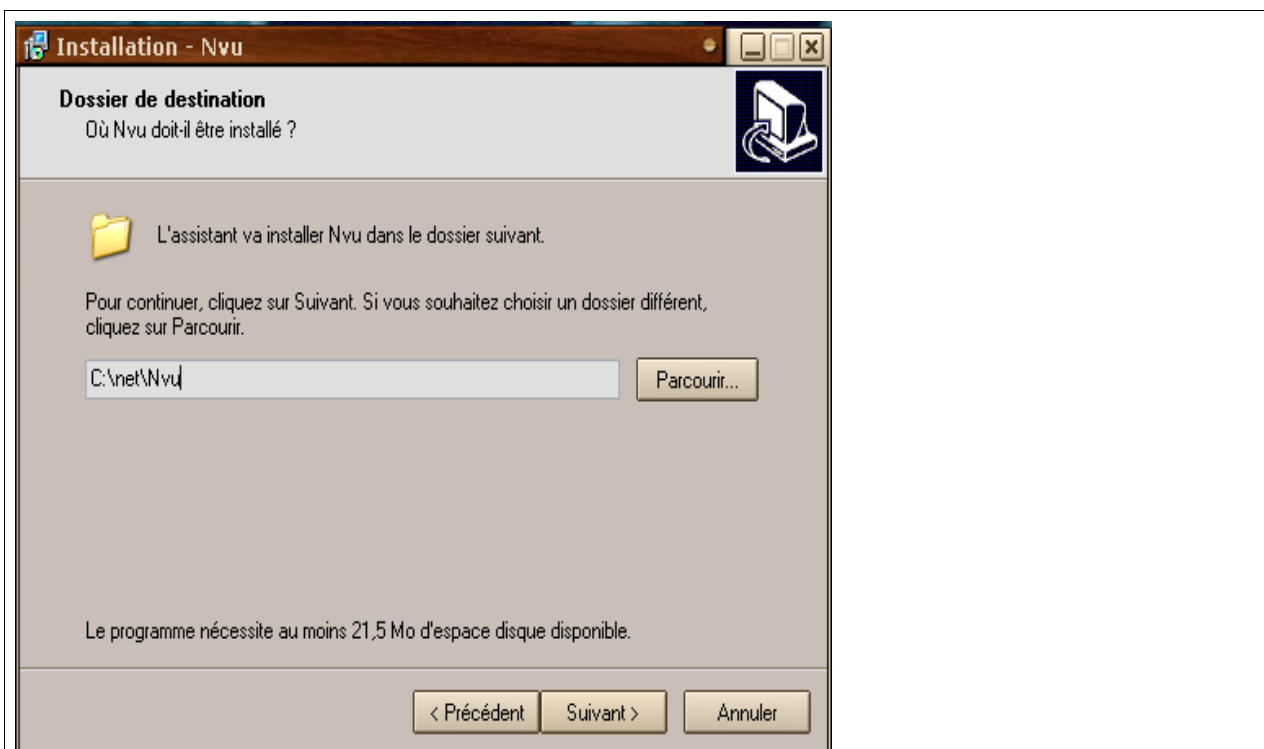 Installation - Nvu
Dossier de destination
Où Nvu doit-il être installé ?
L'assistant va installer Nvu dans le dossier suivant.
Pour continuer, cliquez sur Suivant. Si vous souhaitez choisir un dossier différent,
cliquez sur Parcourir.
C:\net\Nvu
Parcourir...
Le programme nécessite au moins 21,5 Mo d'espace disque disponible.
< Précédent
Suivant >
Annuler